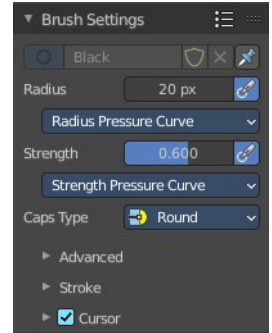 Brush Settings
Black
Radius 20 px
Radius Pressure Curve
Strength 0.600
Strength Pressure Curve
Caps Type Round
Advanced
Stroke
Cursor